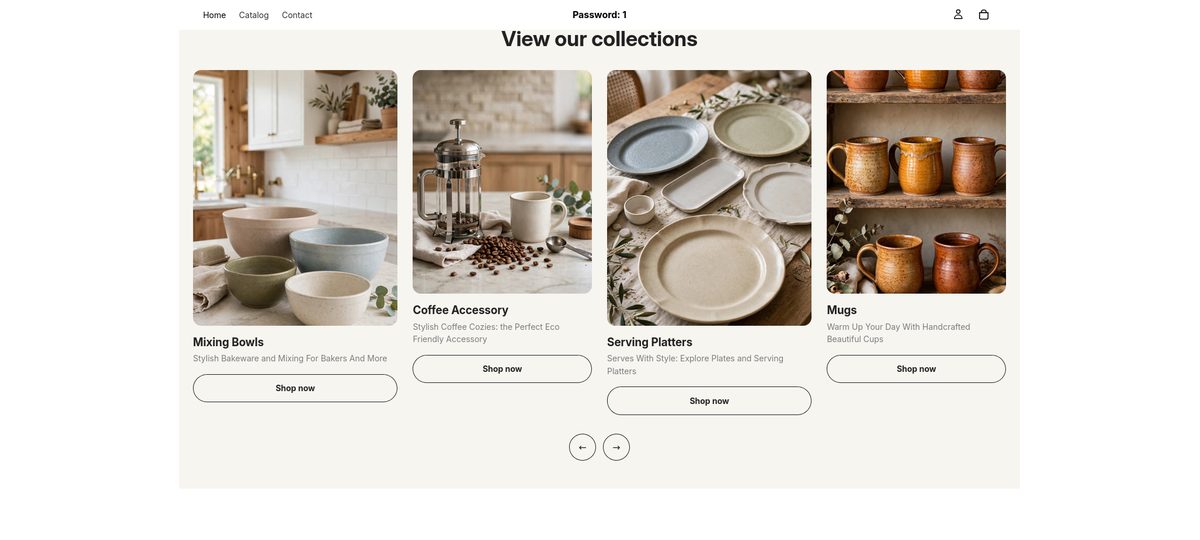 Home Catalog Contact Password: 1
View our collections
Mixing Bowls
Stylish Bakeware and Mixing For Bakers And More
Shop now
Coffee Accessory
Stylish Coffee Cozies: the Perfect Eco
Friendly Accessory
Shop now
Serving Platters
Serves With Style: Explore Plates and Serving
Platters
Shop now
Mugs
Warm Up Your Day With Handcrafted
Beautiful Cups
Shop now
← →